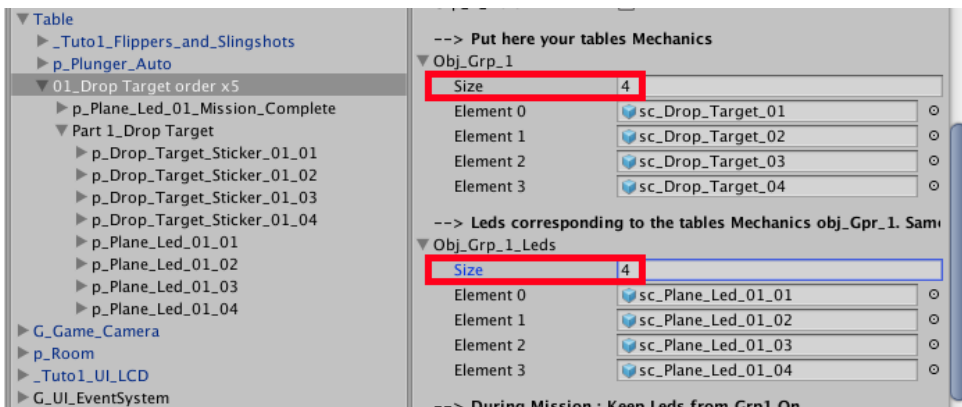 Table
_Tuto1_Flippers_and_Slingshots
p_Plunger_Auto
01_Drop Target order x5
p_Plane_Led_01_Mission_Complete
Part 1_Drop Target
p_Drop_Target_Sticker_01_01
p_Drop_Target_Sticker_01_02
p_Drop_Target_Sticker_01_03
p_Drop_Target_Sticker_01_04
p_Plane_Led_01_01
p_Plane_Led_01_02
p_Plane_Led_01_03
p_Plane_Led_01_04
G_Game_Camera
p_Room
_Tuto1_UI_LCD
G_UI_EventSystem
--> Put here your tables Mechanics
Obj_Grp_1
Size 4
Element 0 sc_Drop_Target_01
Element 1 sc_Drop_Target_02
Element 2 sc_Drop_Target_03
Element 3 sc_Drop_Target_04
--> Leds corresponding to the tables Mechanics obj_Gpr_1. Sam
Obj_Grp_1_Leds
Size 4
Element 0 sc_Plane_Led_01_01
Element 1 sc_Plane_Led_01_02
Element 2 sc_Plane_Led_01_03
Element 3 sc_Plane_Led_01_04
--> During Mission : Keep Leds from Grp1 On